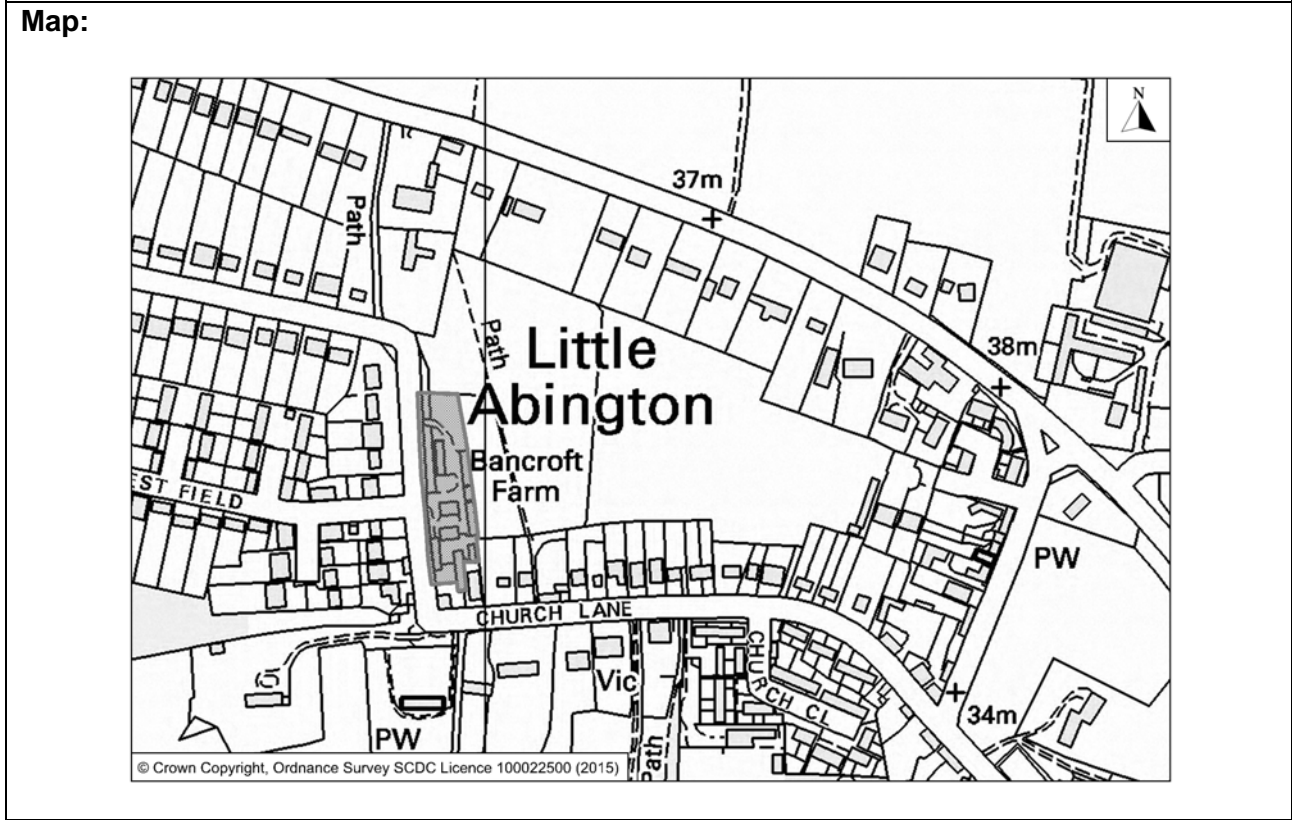 Map:
N
37m
Path
Path
Little
Abington
38m
Bancroft
Farm
EST FIELD
PW
CHURCH LANE
CHURCH CL
Vic
34m
PW
Path
© Crown Copyright, Ordnance Survey SCDC Licence 100022500 (2015)